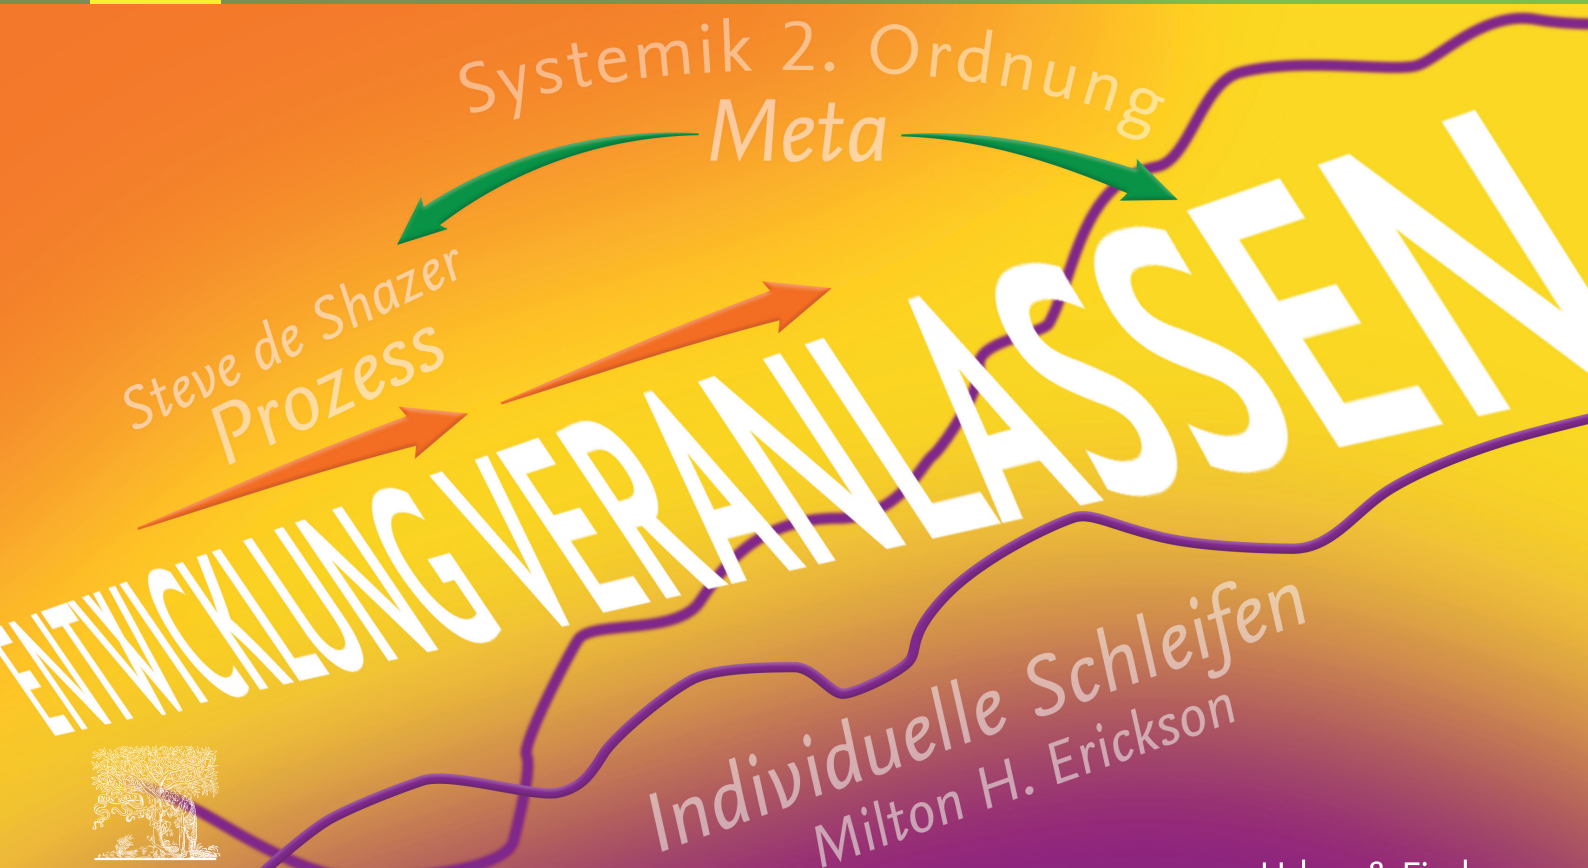 Systemik 2. Ordnung
Meta
Steve de Shazer
Prozess
ENTWICKLUNG VERANLASSEN
Individuelle Schleifen
Milton H. Erickson